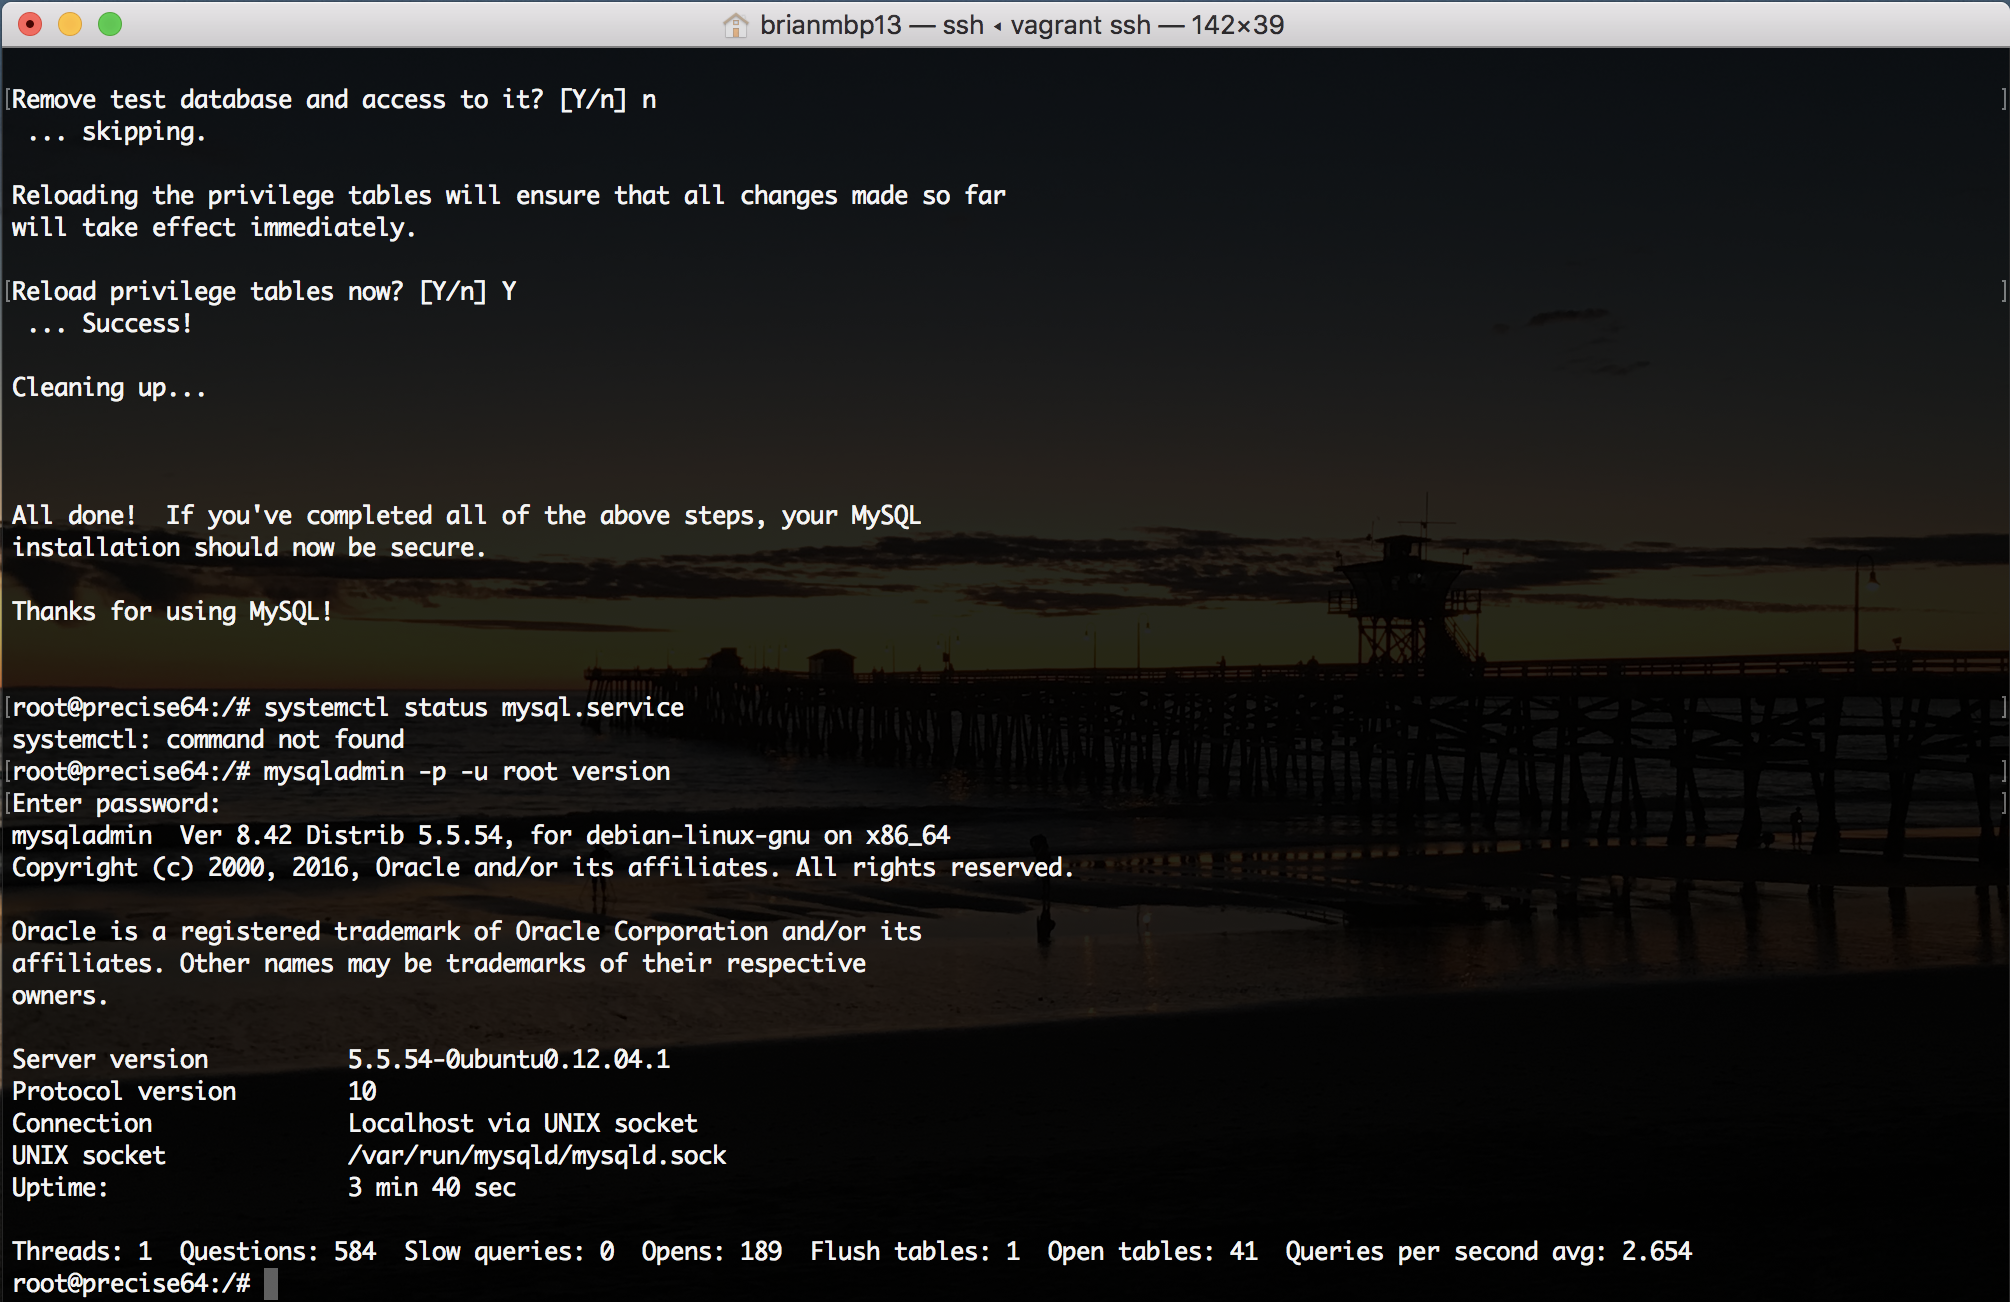 brianmbp13 — ssh ◂ vagrant ssh — 142×39
[Remove test database and access to it? [Y/n] n ]
 ... skipping.
Reloading the privilege tables will ensure that all changes made so far
will take effect immediately.
[Reload privilege tables now? [Y/n] Y ]
 ... Success!
Cleaning up...
All done!  If you've completed all of the above steps, your MySQL
installation should now be secure.
Thanks for using MySQL!
[root@precise64:/# systemctl status mysql.service ]
systemctl: command not found
[root@precise64:/# mysqladmin -p -u root version ]
[Enter password: ]
mysqladmin  Ver 8.42 Distrib 5.5.54, for debian-linux-gnu on x86_64
Copyright (c) 2000, 2016, Oracle and/or its affiliates. All rights reserved.
Oracle is a registered trademark of Oracle Corporation and/or its
affiliates. Other names may be trademarks of their respective
owners.
Server version          5.5.54-0ubuntu0.12.04.1
Protocol version        10
Connection              Localhost via UNIX socket
UNIX socket             /var/run/mysqld/mysqld.sock
Uptime:                 3 min 40 sec
Threads: 1  Questions: 584  Slow queries: 0  Opens: 189  Flush tables: 1  Open tables: 41  Queries per second avg: 2.654
root@precise64:/#